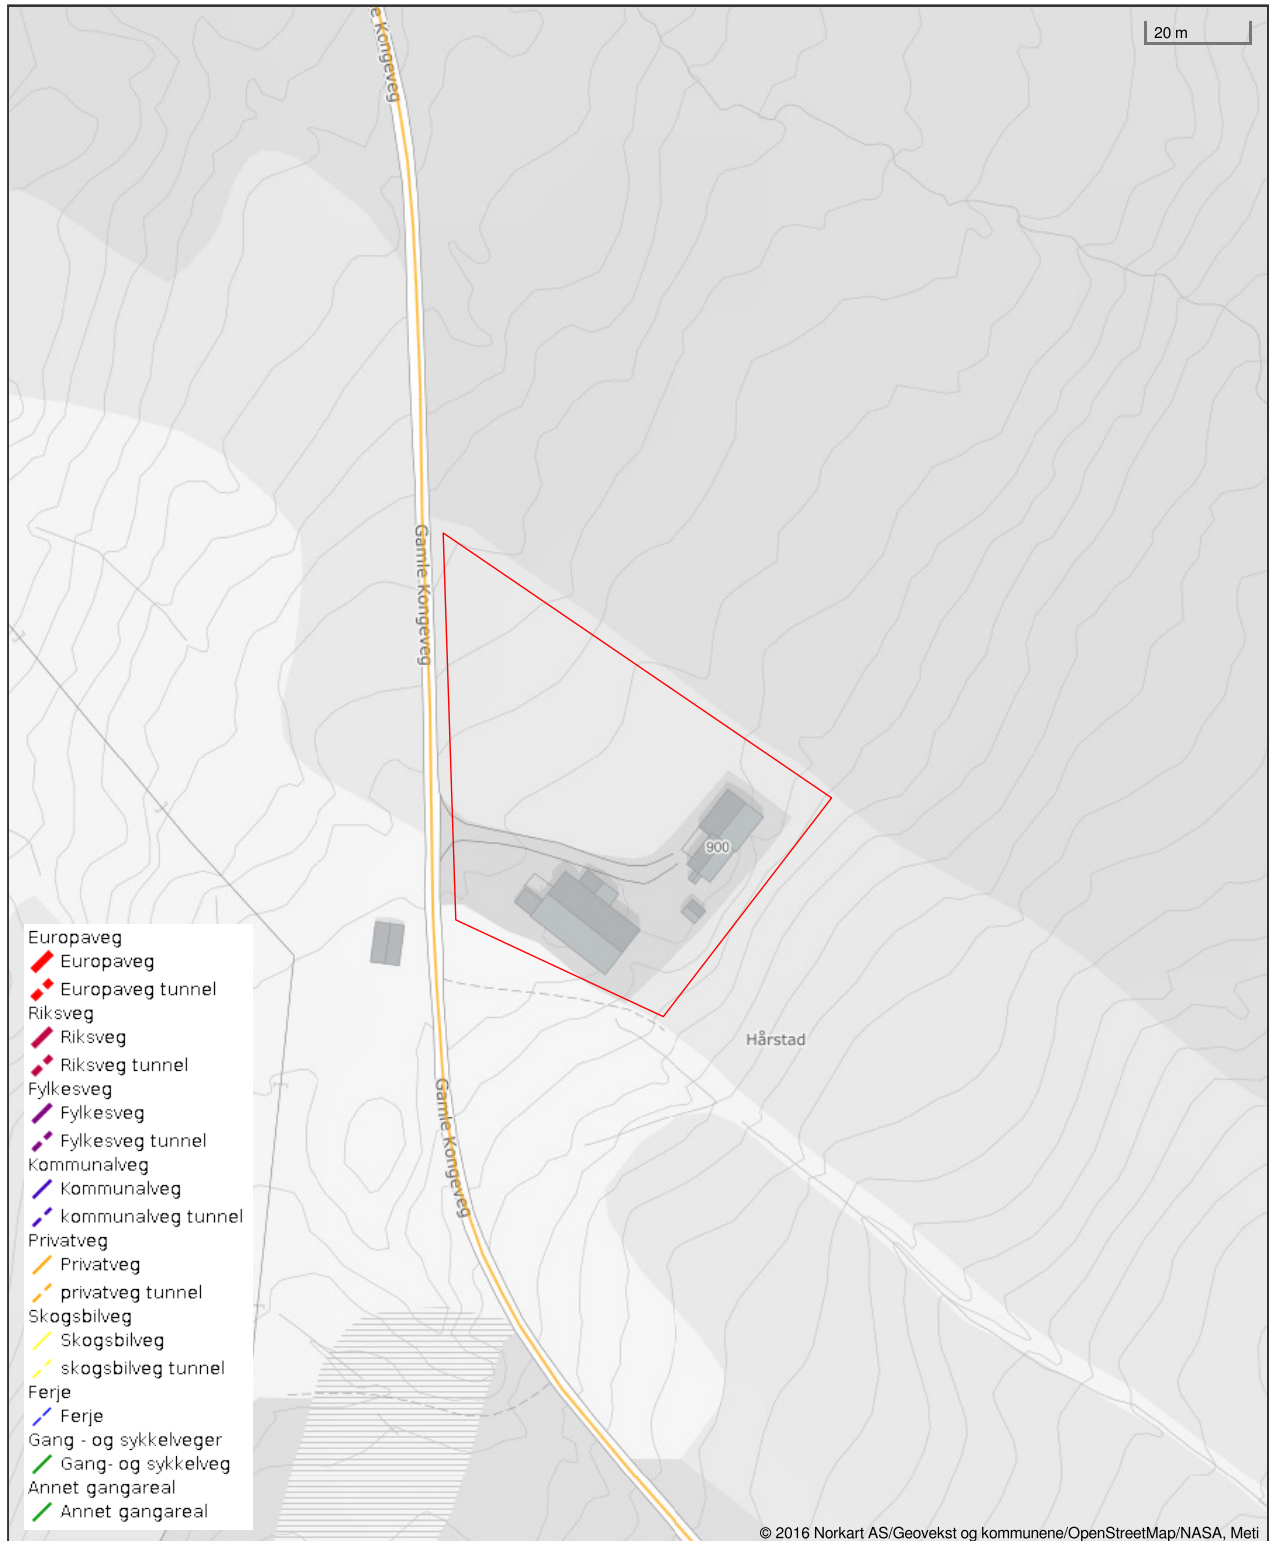 e Kongeveg
20 m
Gamle Kongeveg
900
Hårstad
Gamle Kongeveg
Europaveg
Europaveg
Europaveg tunnel
Riksveg
Riksveg
Riksveg tunnel
Fylkesveg
Fylkesveg
Fylkesveg tunnel
Kommunalveg
Kommunalveg
kommunalveg tunnel
Privatveg
Privatveg
privatveg tunnel
Skogsbilveg
Skogsbilveg
skogsbilveg tunnel
Ferje
Ferje
Gang - og sykkelveger
Gang- og sykkelveg
Annet gangareal
Annet gangareal
© 2016 Norkart AS/Geovekst og kommunene/OpenStreetMap/NASA, Meti